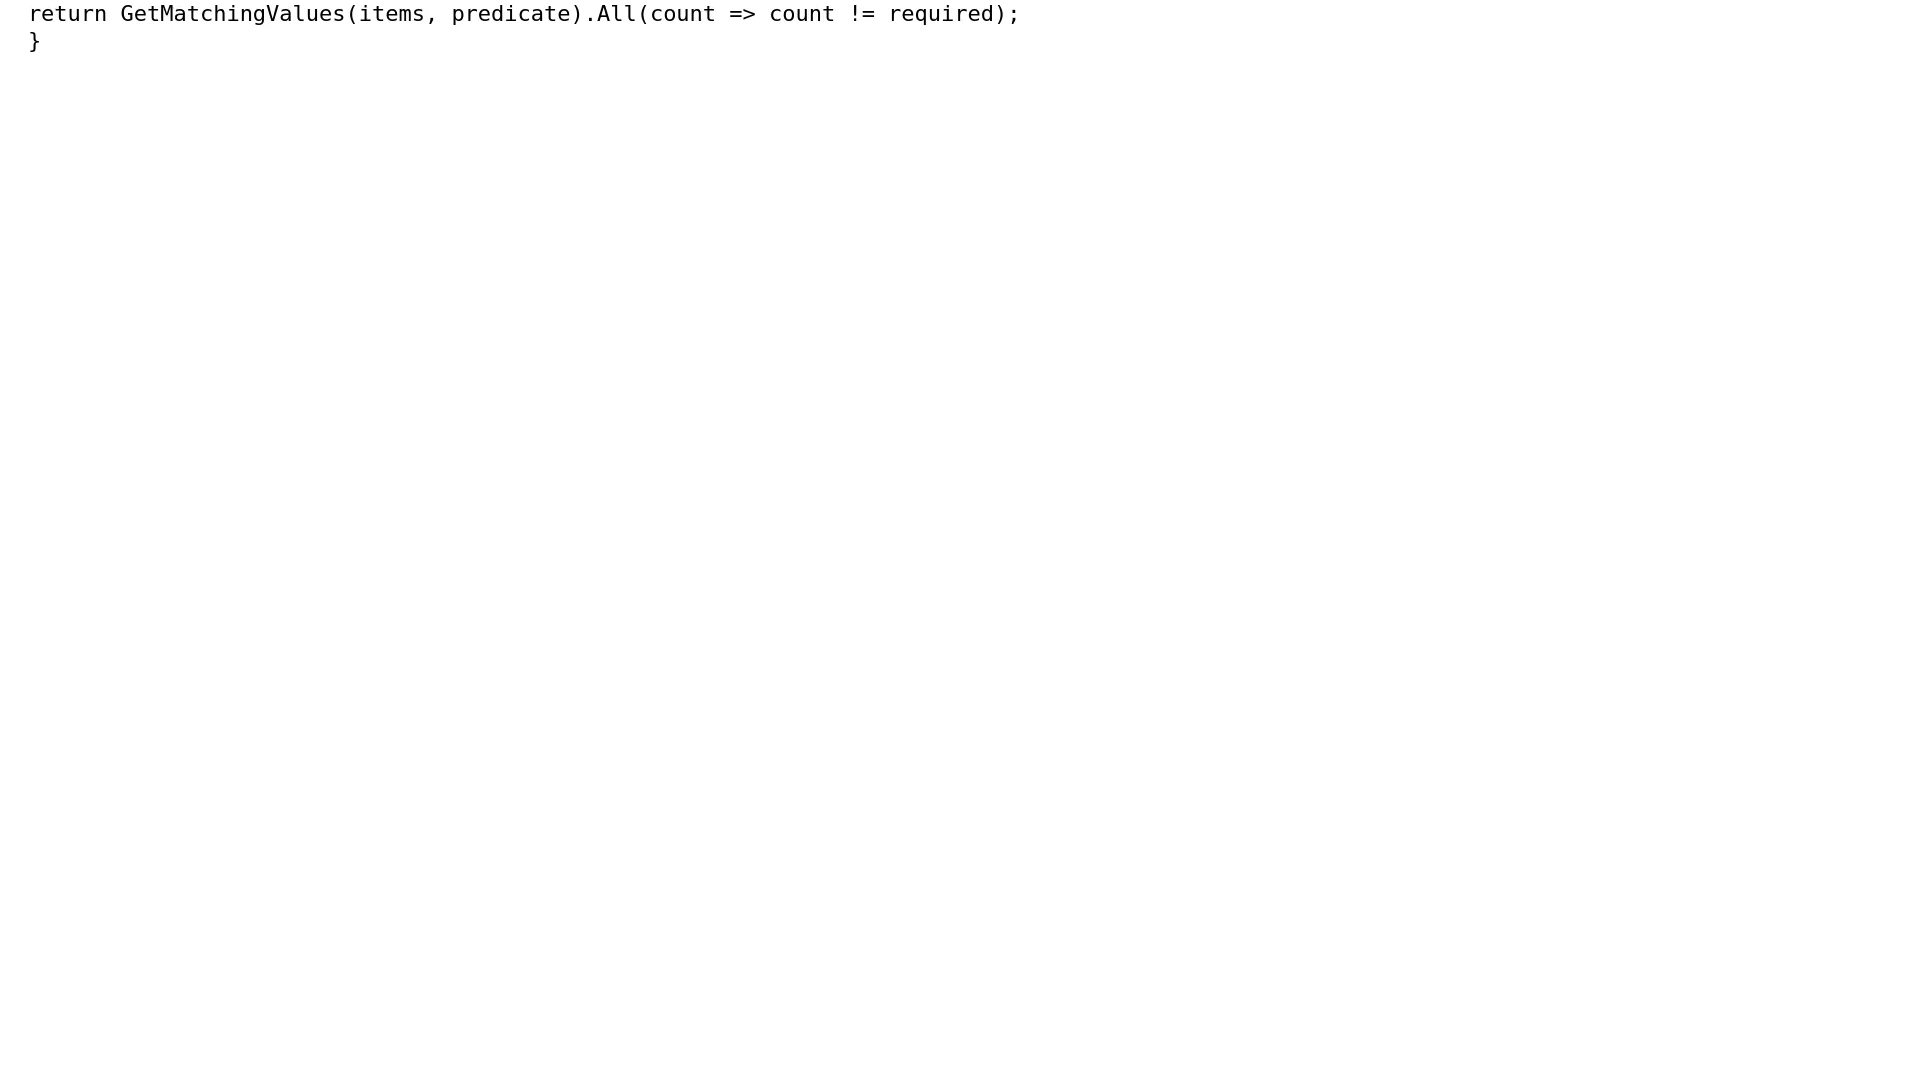 return GetMatchingValues(items, predicate).All(count => count != required);
}